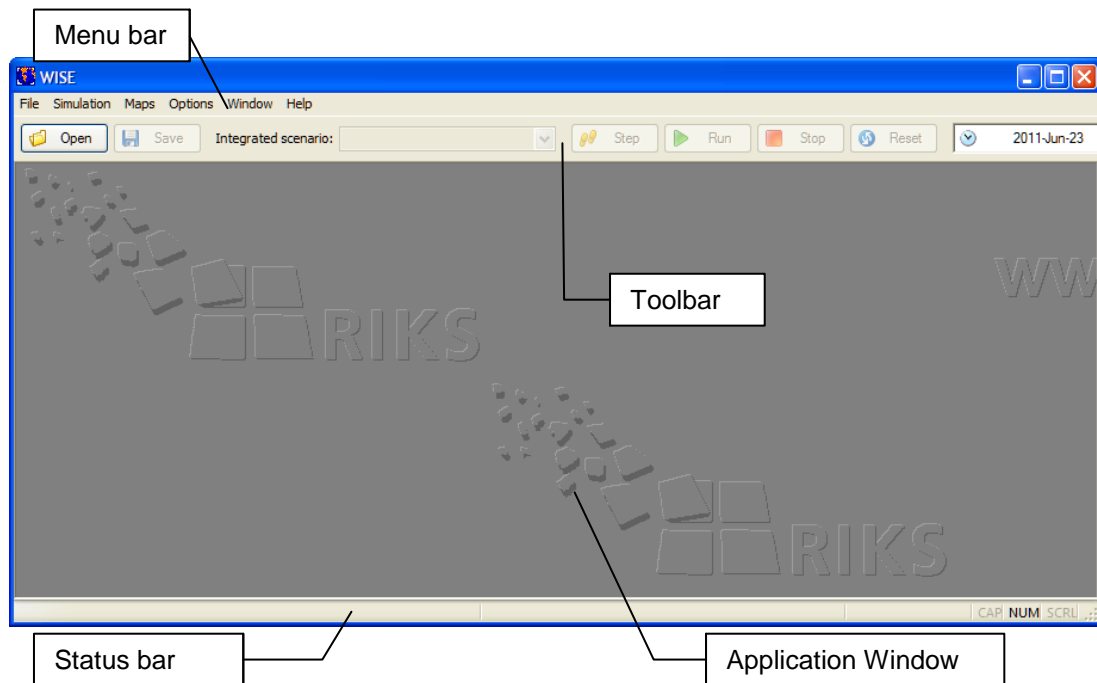 Menu bar
WISE
File Simulation Maps Options Window Help
Open Save Integrated scenario: Step Run Stop Reset 2011-Jun-23
WW
Toolbar
RIKS
RIKS
CAP NUM SCRL
Status bar
Application Window